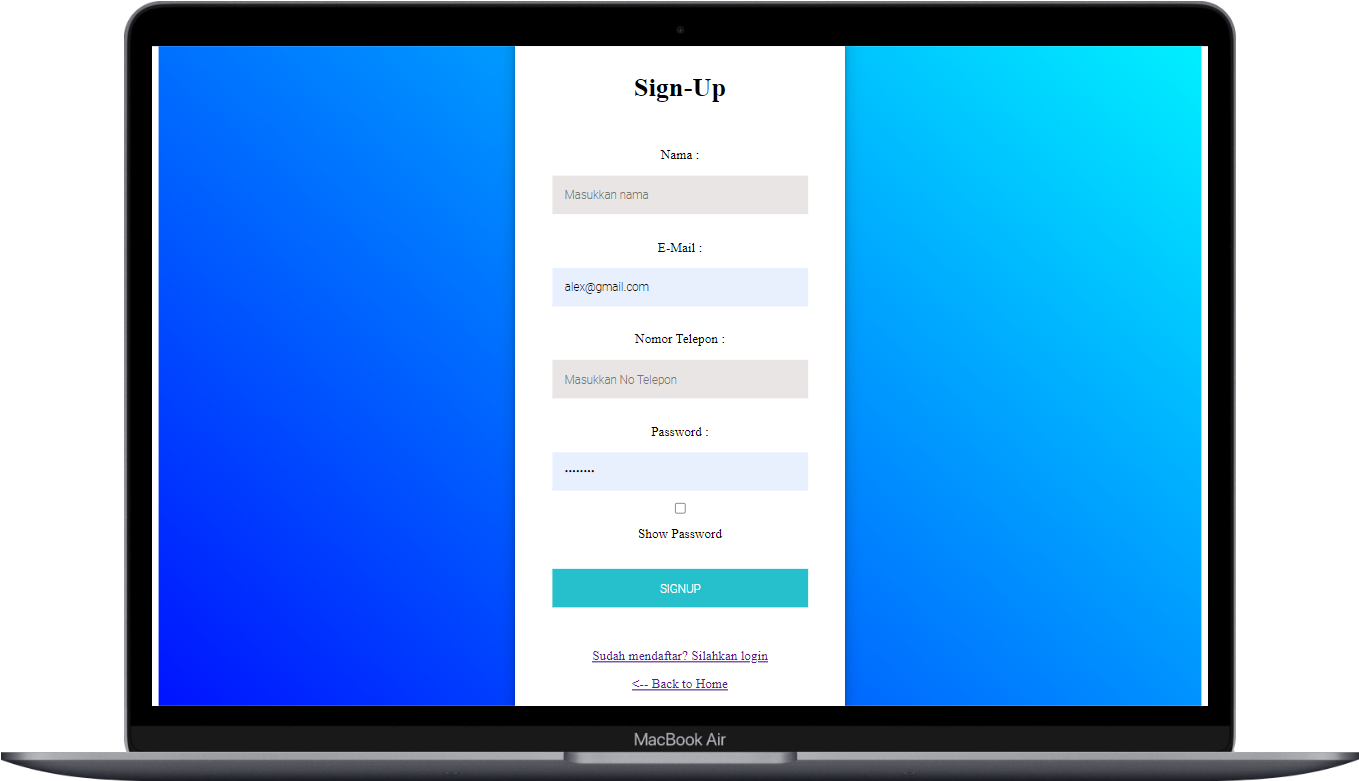 Sign-Up
Nama :
Masukkan nama
E-Mail :
alex@gmail.com
Nomor Telepon :
Masukkan No Telepon
Password :
••••••••
Show Password
SIGNUP
Sudah mendaftar? Silahkan login
<-- Back to Home
MacBook Air